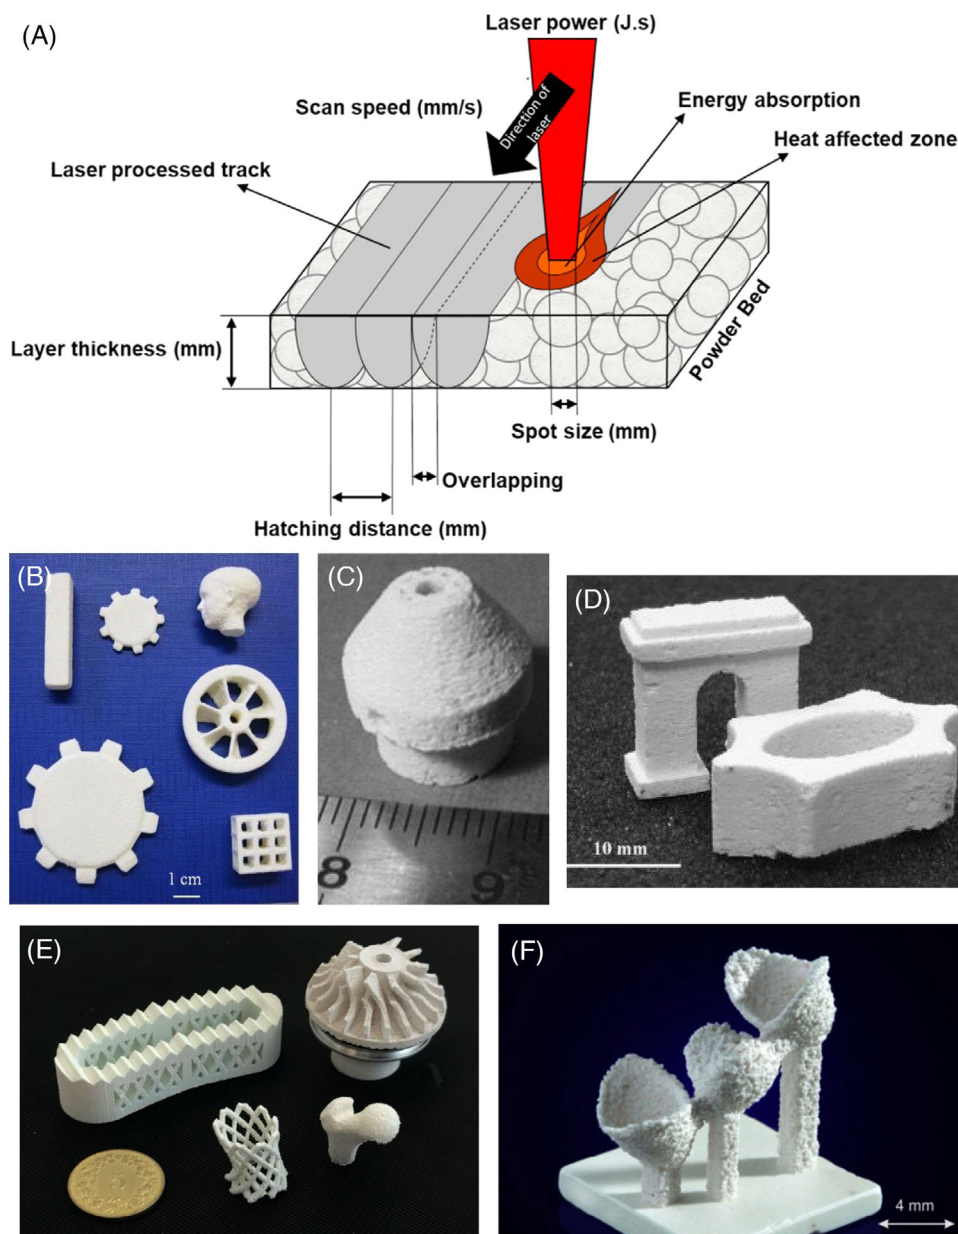 (A)
Laser power (J.s)
Scan speed (mm/s)
Direction of
laser
Energy absorption
Heat affected zone
Laser processed track
Layer thickness (mm)
Powder Bed
Spot size (mm)
Overlapping
Hatching distance (mm)
(B)
1 cm
(C)
8
9
(D)
10 mm
(E)
5
(F)
4 mm